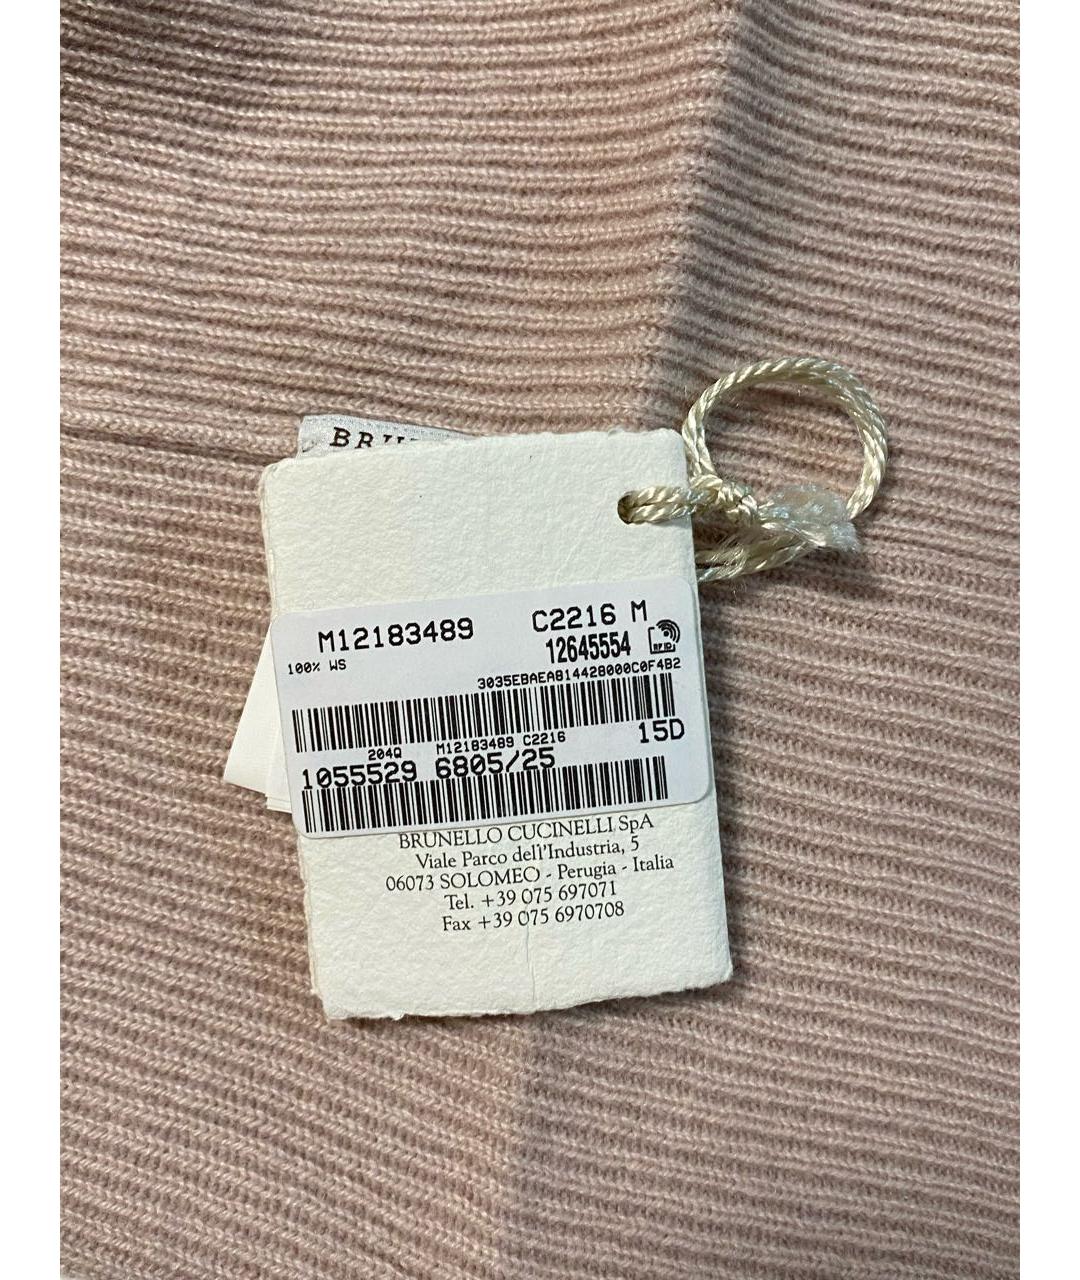 M12183489 C2216 M
100% WS 12645554
RFID
3035EBAEA814428000C0F4B2
204Q M12183489 C2216 15D
1055529 6805/25
BRUNELLO CUCINELLI SpA
Viale Parco dell'Industria, 5
06073 SOLOMEO - Perugia - Italia
Tel. +39 075 697071
Fax +39 075 6970708